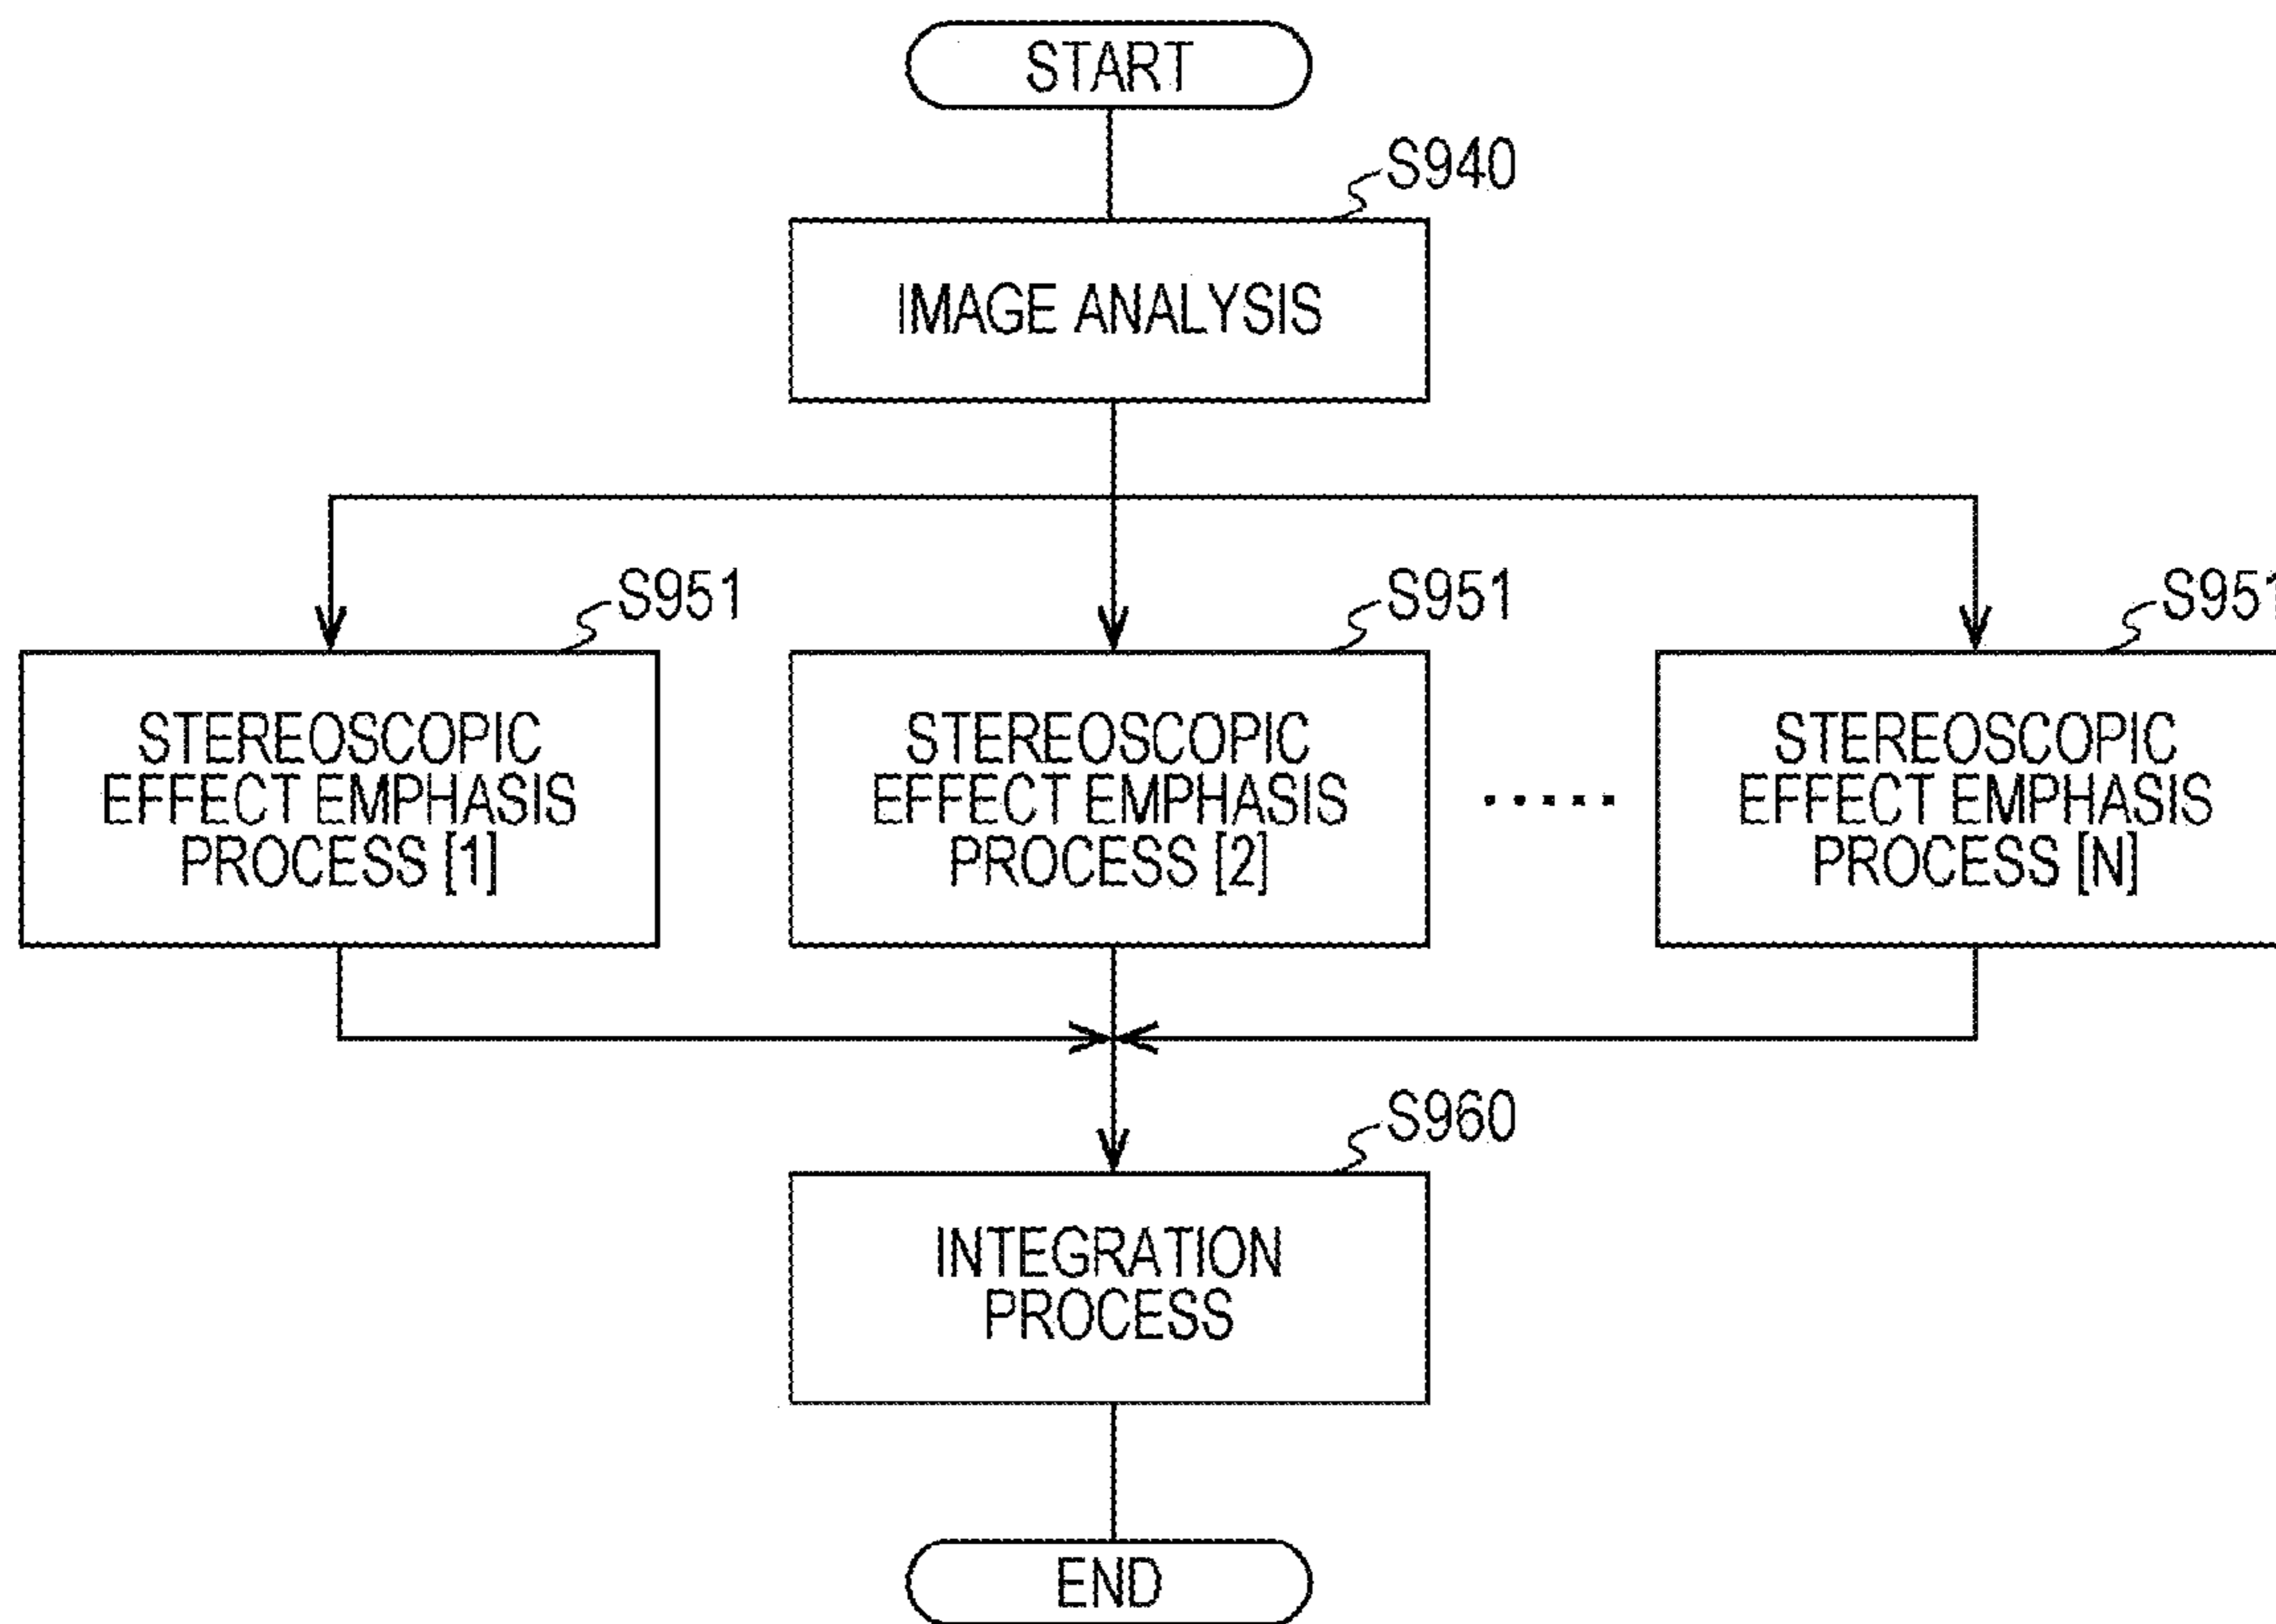 START
S940
IMAGE ANALYSIS
S951
S951
S951
STEREOSCOPIC
EFFECT EMPHASIS
PROCESS [1]
STEREOSCOPIC
EFFECT EMPHASIS
PROCESS [2]
.....
STEREOSCOPIC
EFFECT EMPHASIS
PROCESS [N]
S960
INTEGRATION
PROCESS
END